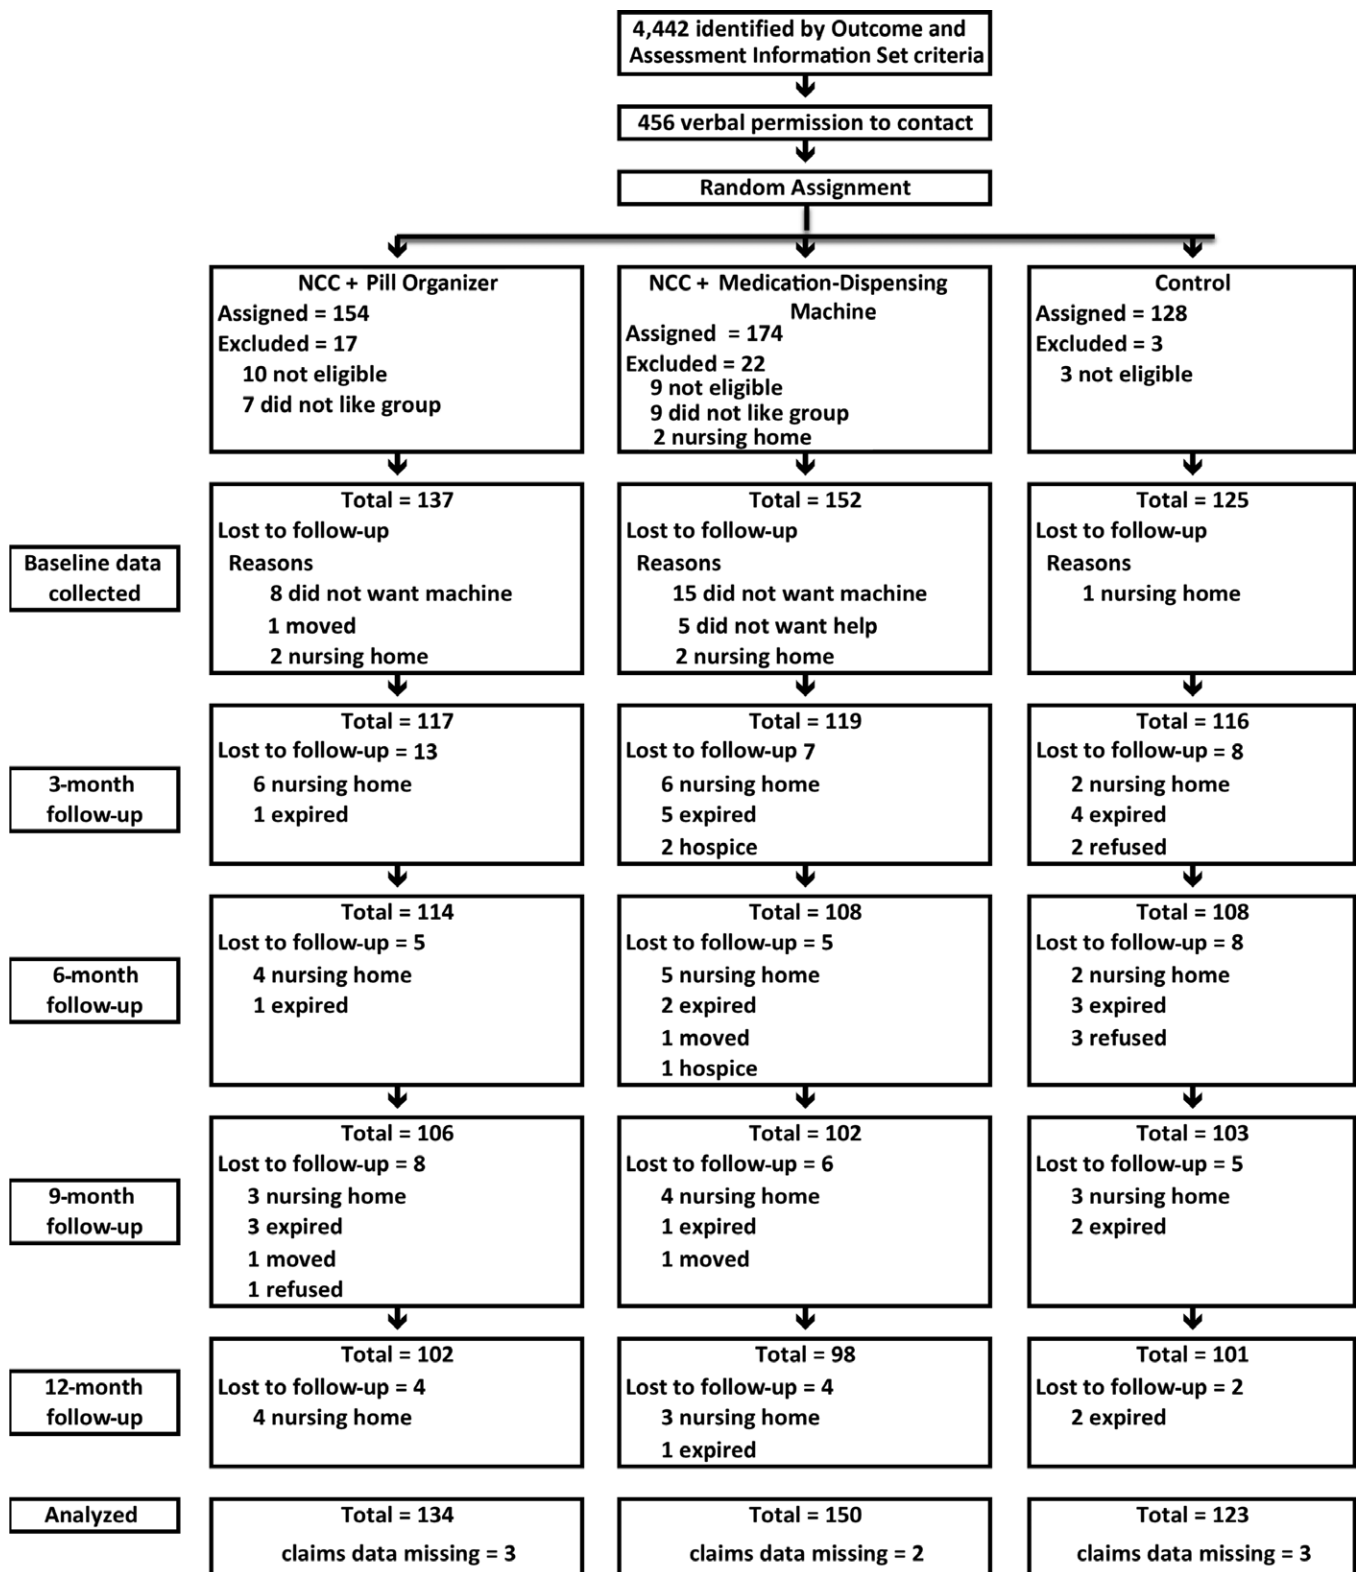 4,442 identified by Outcome and
Assessment Information Set criteria
456 verbal permission to contact
Random Assignment
NCC + Pill Organizer
Assigned = 154
Excluded = 17
10 not eligible
7 did not like group
NCC + Medication-Dispensing
Machine
Assigned = 174
Excluded = 22
9 not eligible
9 did not like group
2 nursing home
Control
Assigned = 128
Excluded = 3
3 not eligible
Baseline data
collected
Total = 137
Lost to follow-up
Reasons
8 did not want machine
1 moved
2 nursing home
Total = 152
Lost to follow-up
Reasons
15 did not want machine
5 did not want help
2 nursing home
Total = 125
Lost to follow-up
Reasons
1 nursing home
3-month
follow-up
Total = 117
Lost to follow-up = 13
6 nursing home
1 expired
Total = 119
Lost to follow-up 7
6 nursing home
5 expired
2 hospice
Total = 116
Lost to follow-up = 8
2 nursing home
4 expired
2 refused
6-month
follow-up
Total = 114
Lost to follow-up = 5
4 nursing home
1 expired
Total = 108
Lost to follow-up = 5
5 nursing home
2 expired
1 moved
1 hospice
Total = 108
Lost to follow-up = 8
2 nursing home
3 expired
3 refused
9-month
follow-up
Total = 106
Lost to follow-up = 8
3 nursing home
3 expired
1 moved
1 refused
Total = 102
Lost to follow-up = 6
4 nursing home
1 expired
1 moved
Total = 103
Lost to follow-up = 5
3 nursing home
2 expired
12-month
follow-up
Total = 102
Lost to follow-up = 4
4 nursing home
Total = 98
Lost to follow-up = 4
3 nursing home
1 expired
Total = 101
Lost to follow-up = 2
2 expired
Analyzed
Total = 134
claims data missing = 3
Total = 150
claims data missing = 2
Total = 123
claims data missing = 3